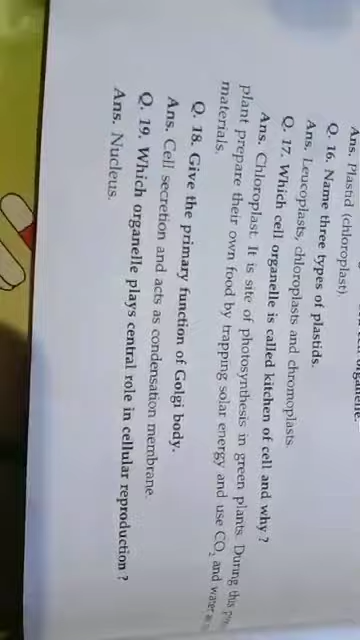 Ans. Plastid (chloroplast).
Q. 16. Name three types of plastids.
Ans. Leucoplasts, chloroplasts and chromoplasts.
Q. 17. Which cell organelle is called kitchen of cell and why ?
Ans. Chloroplast. It is site of photosynthesis in green plants. During this
plant prepare their own food by trapping solar energy and use CO₂ and water
materials.
Q. 18. Give the primary function of Golgi body.
Ans. Cell secretion and acts as condensation membrane.
Q. 19. Which organelle plays central role in cellular reproduction ?
Ans. Nucleus.